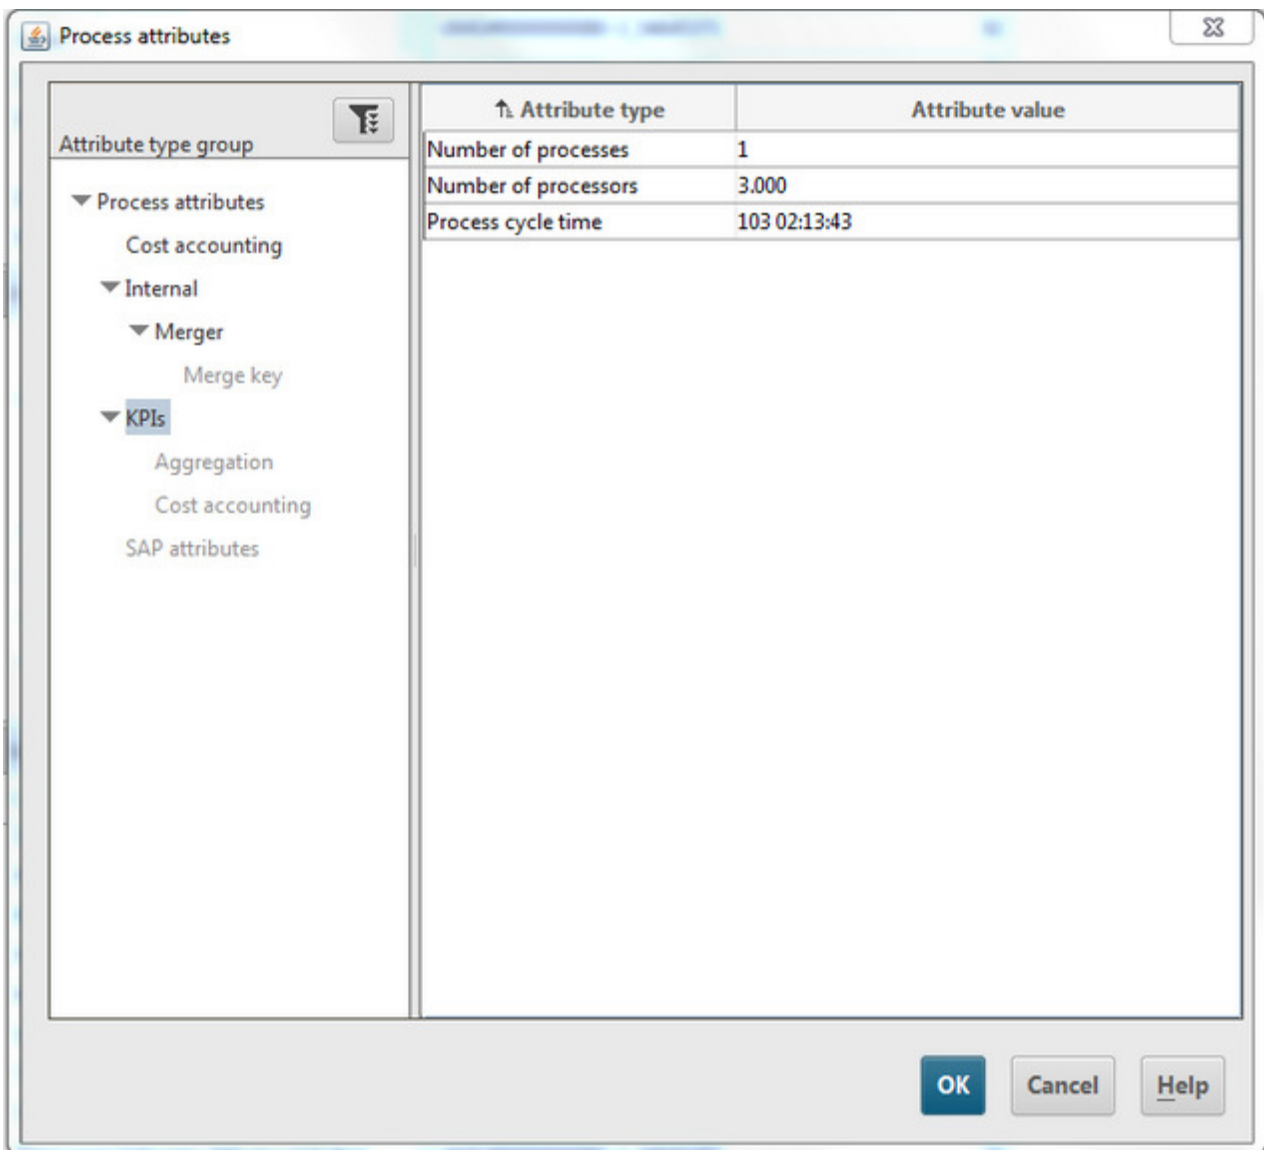 Process attributes
Attribute type group
Process attributes
Cost accounting
Internal
Merger
Merge key
KPIs
Aggregation
Cost accounting
SAP attributes
Attribute type Attribute value
Number of processes 1
Number of processors 3.000
Process cycle time 103 02:13:43
OK Cancel Help